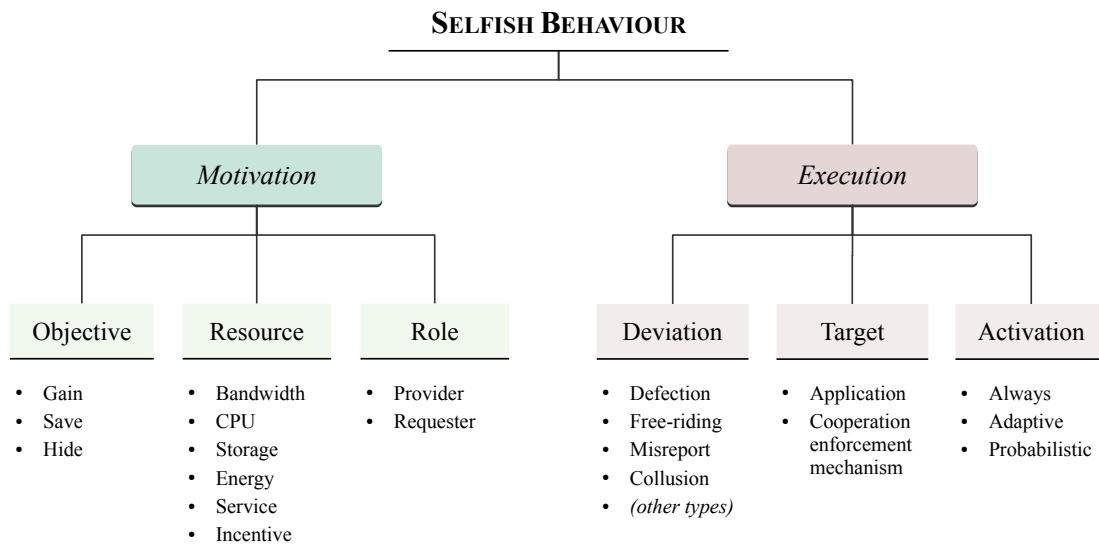 SELFISH BEHAVIOUR
Motivation
Execution
Objective
Resource
Role
Deviation
Target
Activation
• Gain
• Save
• Hide
• Bandwidth
• CPU
• Storage
• Energy
• Service
• Incentive
• Provider
• Requester
• Defection
• Free-riding
• Misreport
• Collusion
• (other types)
• Application
• Cooperation
enforcement
mechanism
• Always
• Adaptive
• Probabilistic